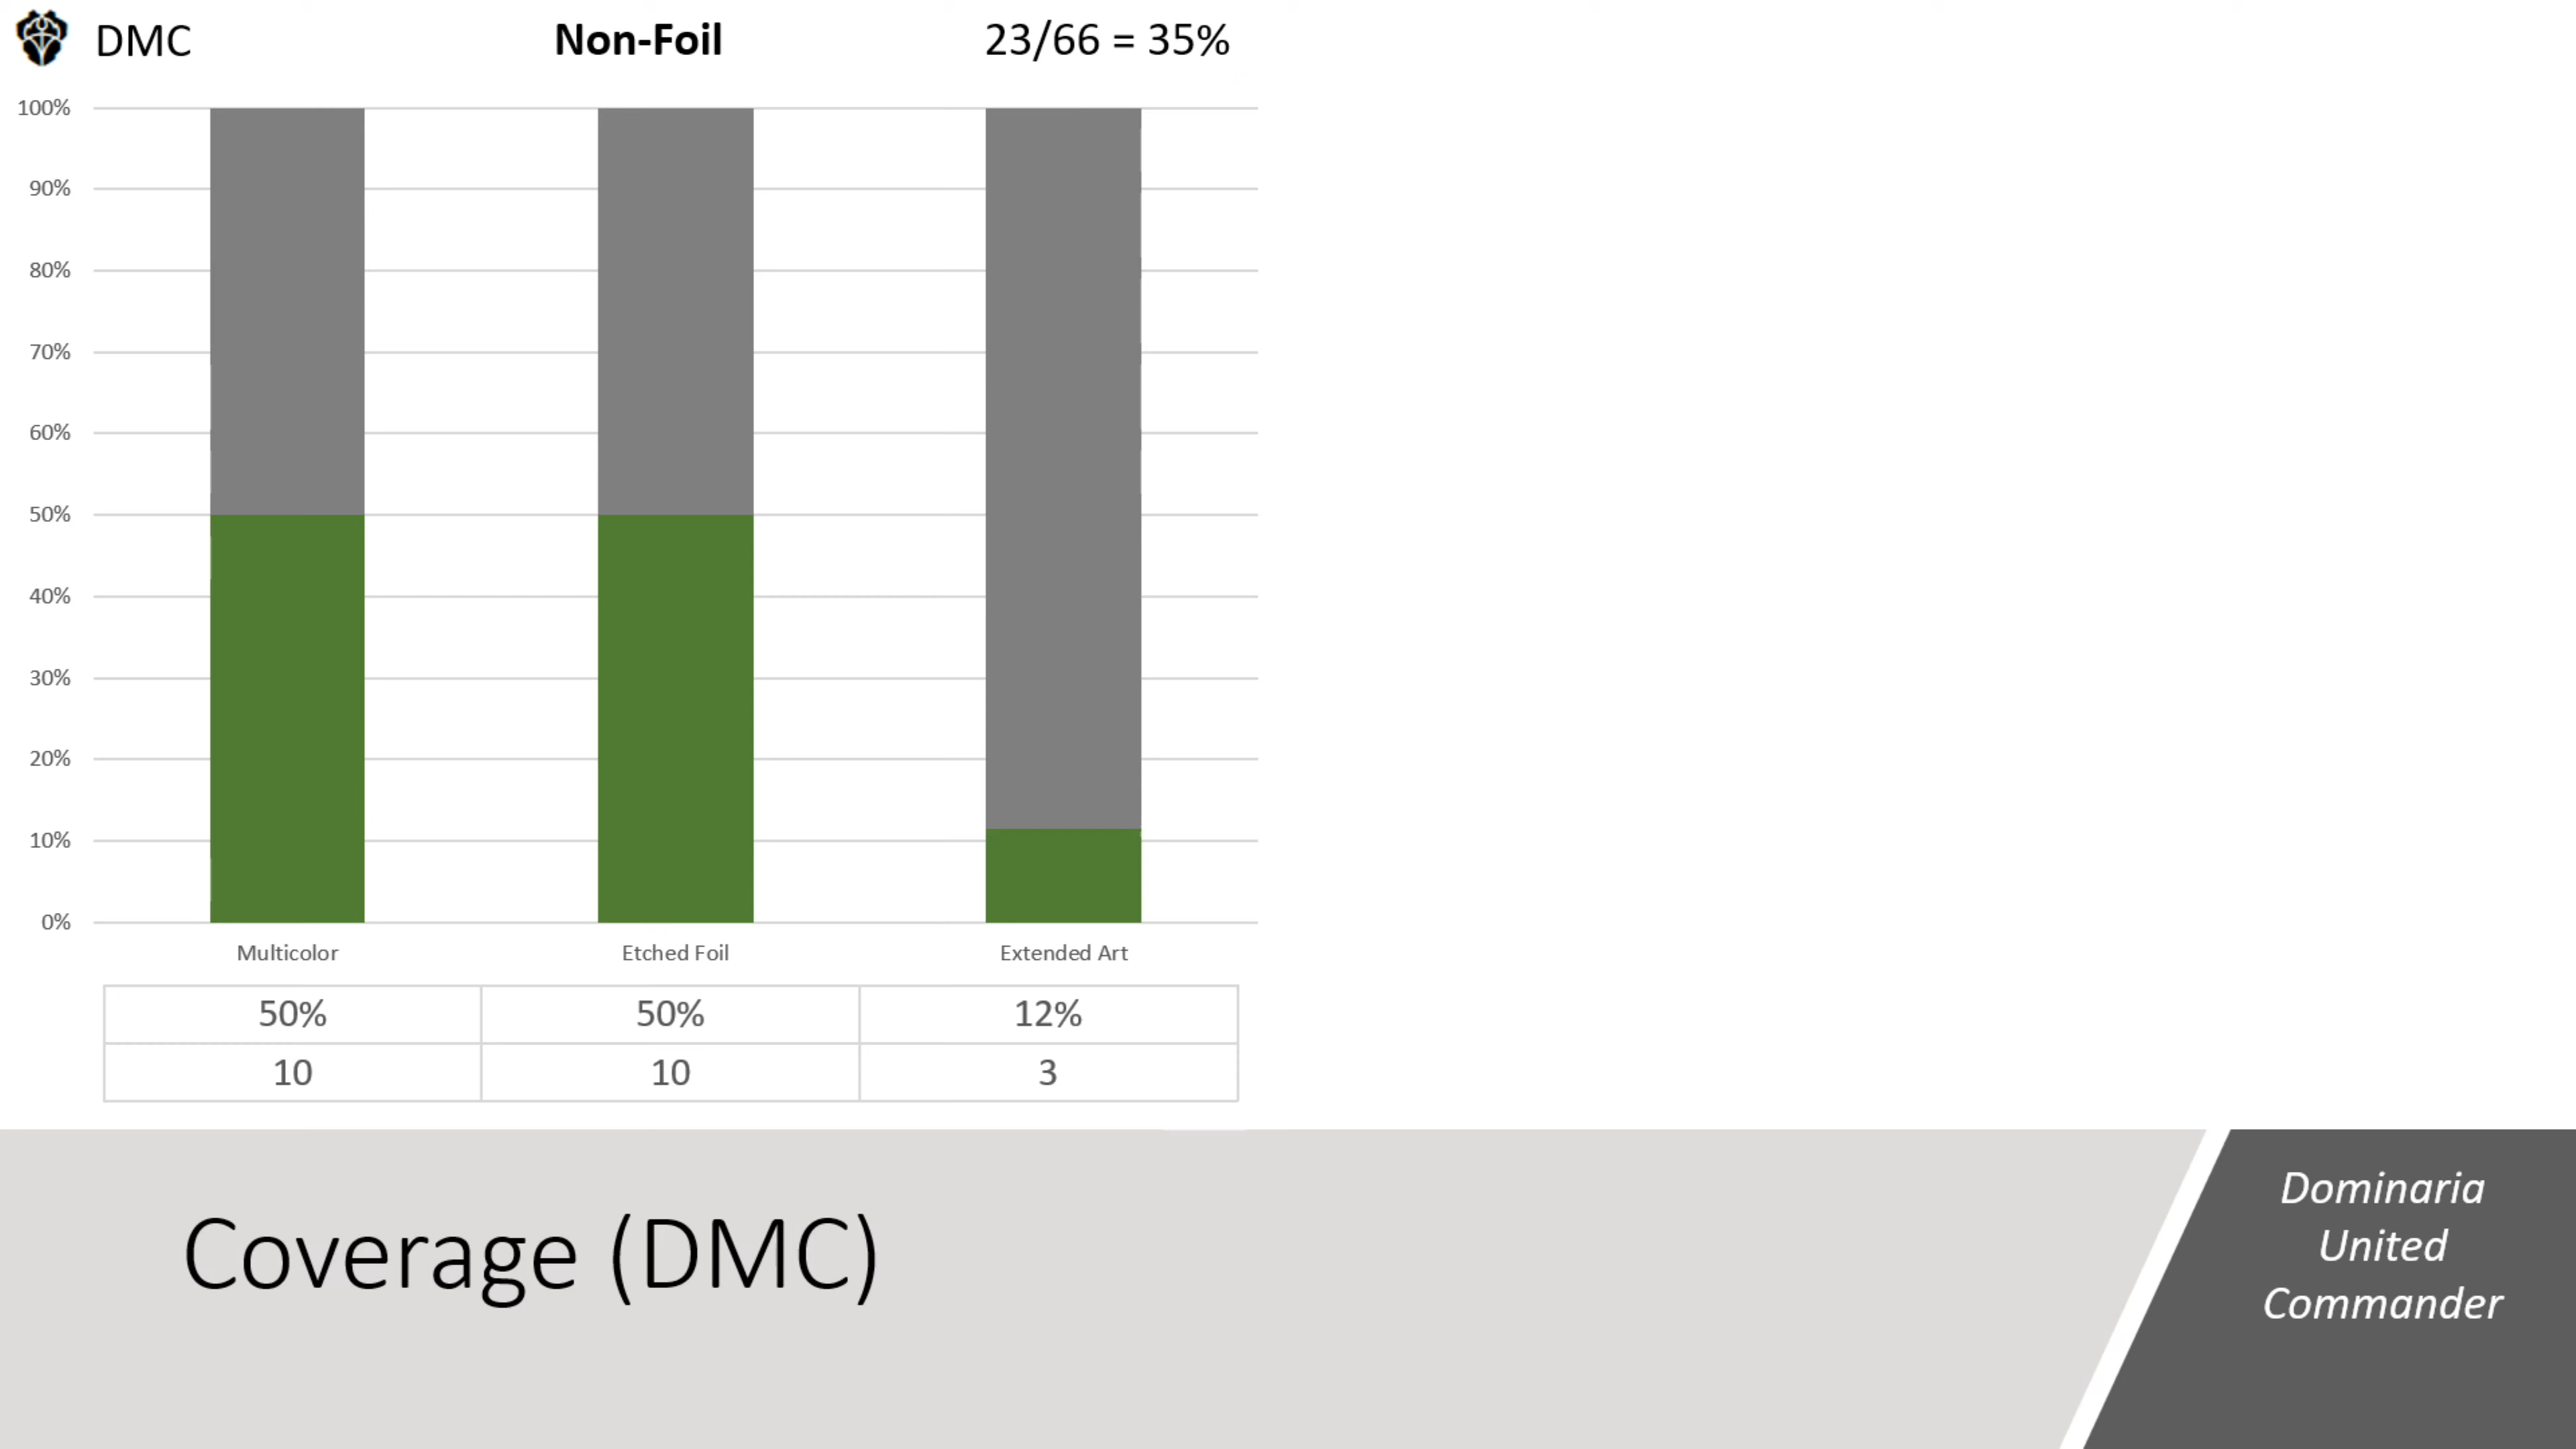 DMC
Non-Foil
23/66 = 35%
100%
90%
80%
70%
60%
50%
40%
30%
20%
10%
0%
Multicolor
Etched Foil
Extended Art
50% 50% 12%
10 10 3
Coverage (DMC)
Dominaria
United
Commander